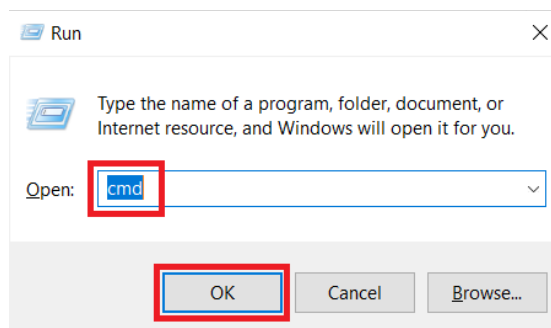 Run
Type the name of a program, folder, document, or
Internet resource, and Windows will open it for you.
Open: cmd
OK Cancel Browse...